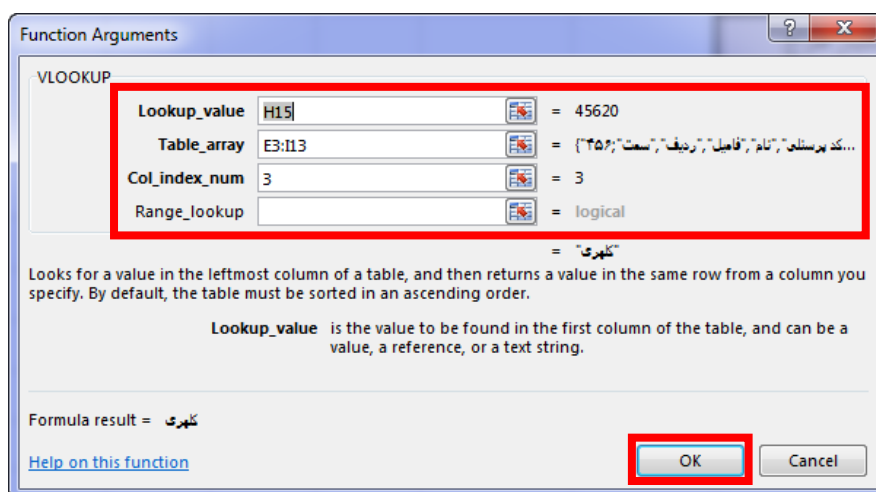 Function Arguments
VLOOKUP
Lookup_value H15 = 45620
Table_array E3:I13 = {"کد پرسنلی","نام","فامیل","ردیف","سمت";"۴۵۶...
Col_index_num 3 = 3
Range_lookup = logical
= "کلهری"
Looks for a value in the leftmost column of a table, and then returns a value in the same row from a column you
specify. By default, the table must be sorted in an ascending order.
Lookup_value is the value to be found in the first column of the table, and can be a
value, a reference, or a text string.
Formula result = کلهری
Help on this function
OK Cancel